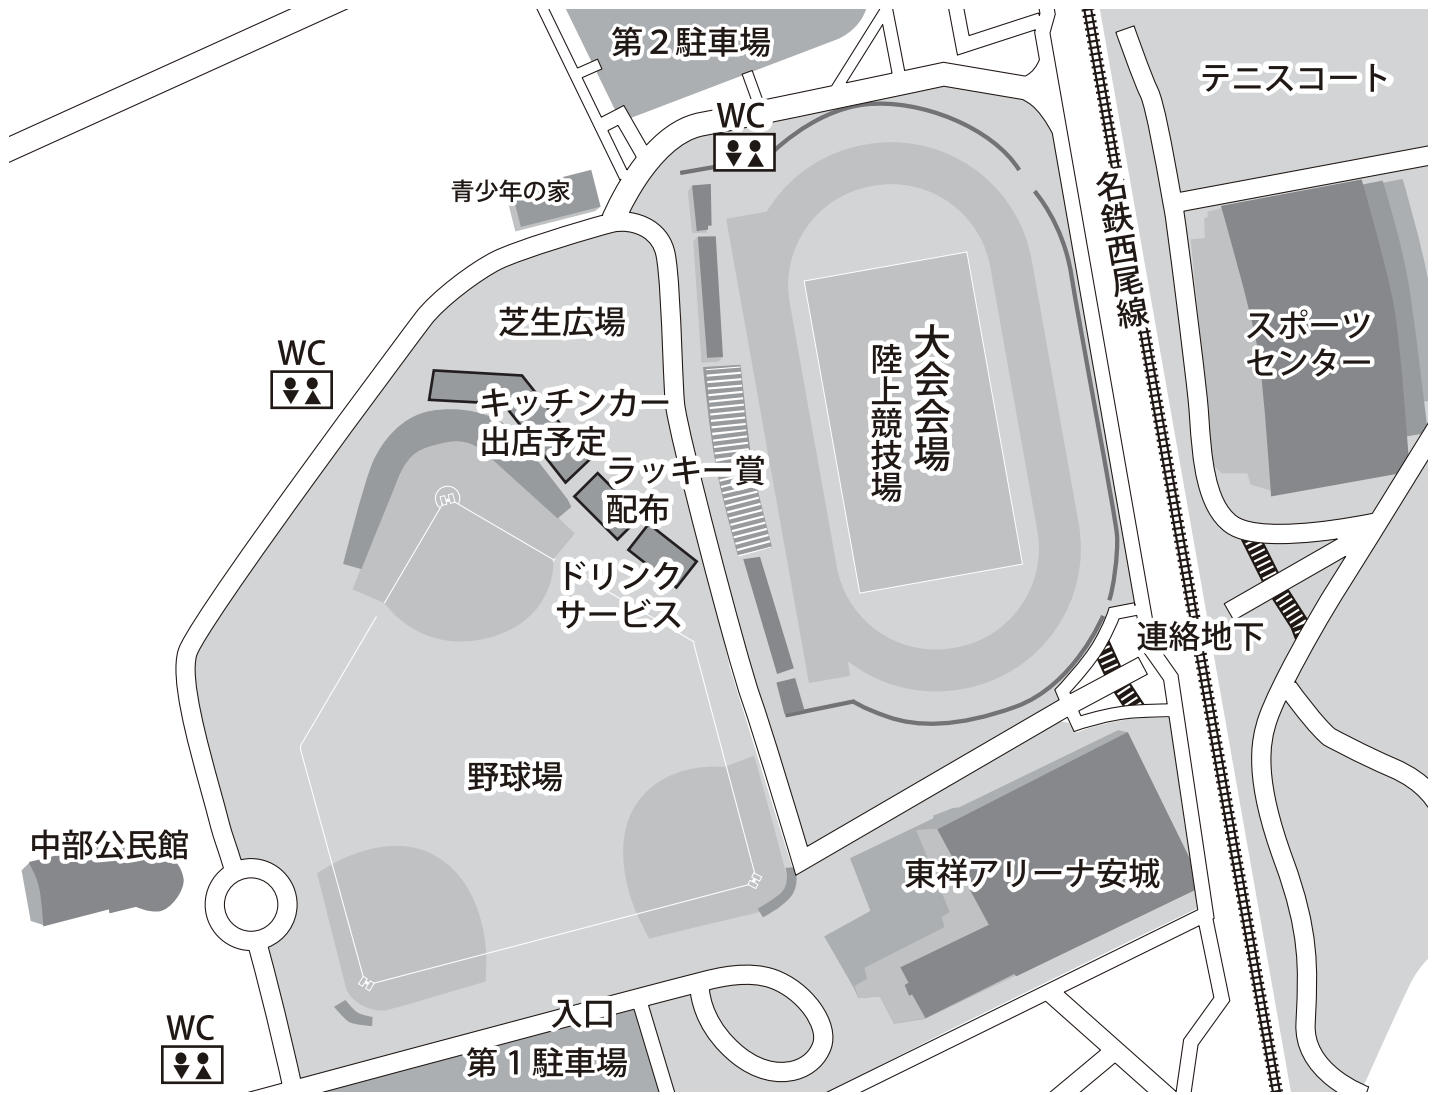 第２駐車場
テニスコート
WC
青少年の家
名鉄西尾線
芝生広場
スポーツ
センター
WC
大会会場
陸上競技場
キッチンカー
出店予定
ラッキー賞
配布
ドリンク
サービス
連絡地下
野球場
中部公民館
東祥アリーナ安城
入口
WC
第１駐車場